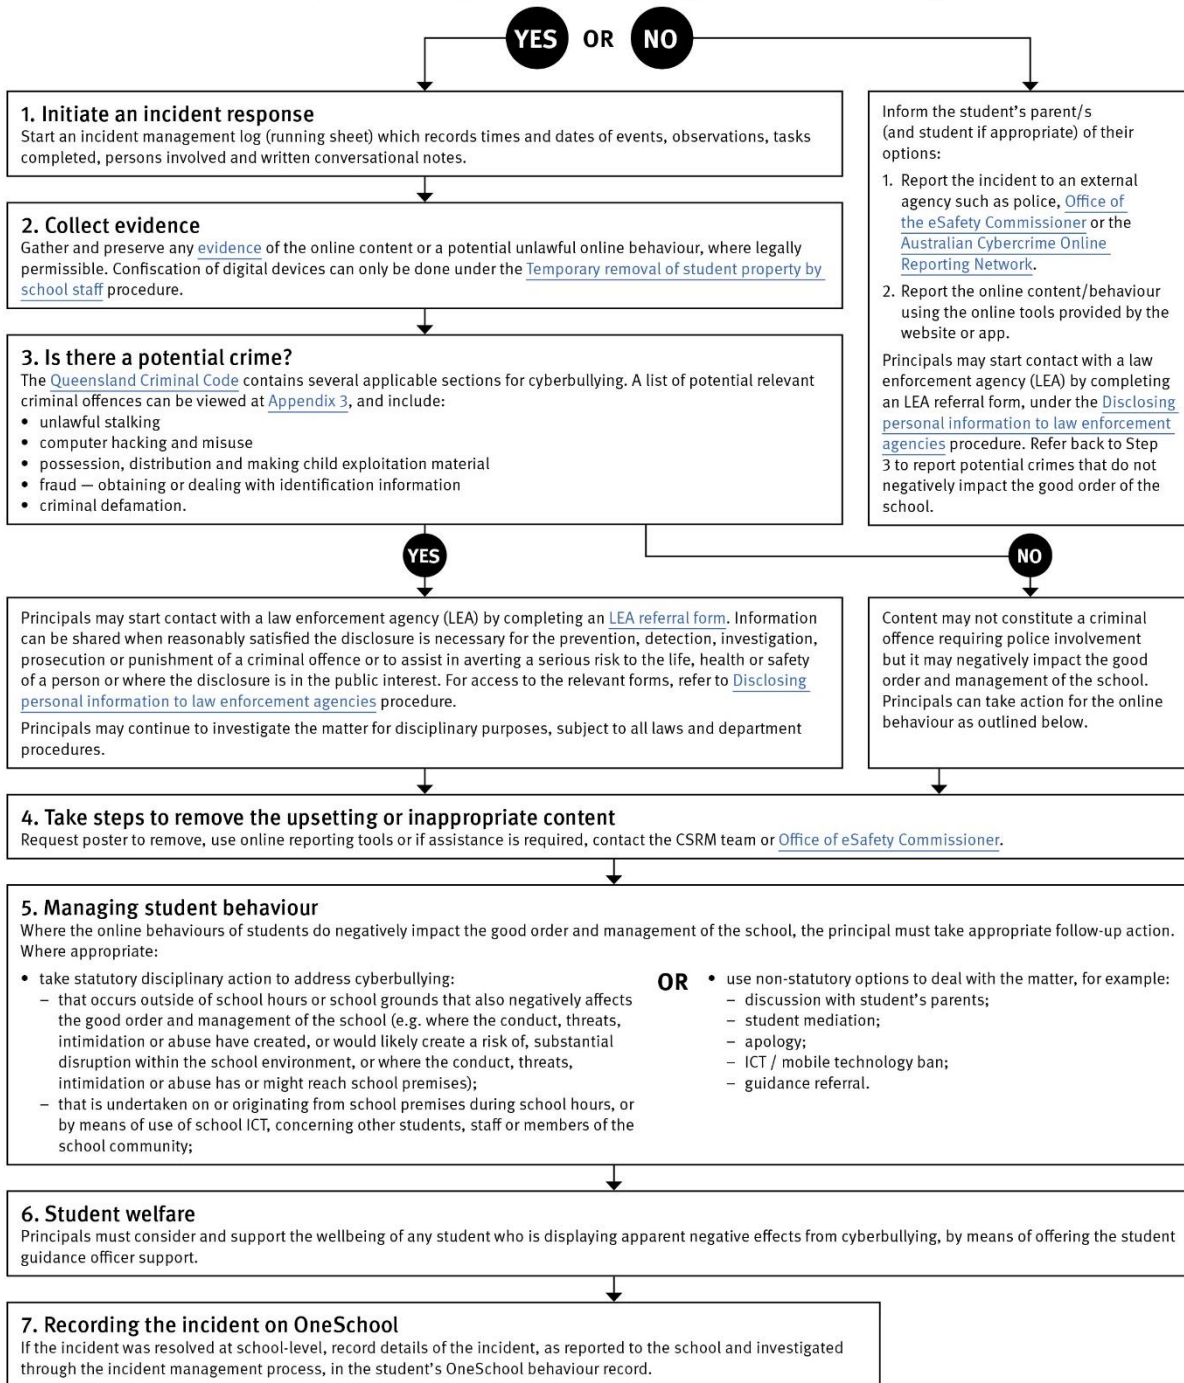 YES OR NO
1. Initiate an incident response
Start an incident management log (running sheet) which records times and dates of events, observations, tasks
completed, persons involved and written conversational notes.
Inform the student's parent/s
(and student if appropriate) of their
options:
1. Report the incident to an external
agency such as police, Office of
the eSafety Commissioner or the
Australian Cybercrime Online
Reporting Network.
2. Report the online content/behaviour
using the online tools provided by the
website or app.
Principals may start contact with a law
enforcement agency (LEA) by completing
an LEA referral form, under the Disclosing
personal information to law enforcement
agencies procedure. Refer back to Step
3 to report potential crimes that do not
negatively impact the good order of the
school.
2. Collect evidence
Gather and preserve any evidence of the online content or a potential unlawful online behaviour, where legally
permissible. Confiscation of digital devices can only be done under the Temporary removal of student property by
school staff procedure.
3. Is there a potential crime?
The Queensland Criminal Code contains several applicable sections for cyberbullying. A list of potential relevant
criminal offences can be viewed at Appendix 3, and include:
• unlawful stalking
• computer hacking and misuse
• possession, distribution and making child exploitation material
• fraud — obtaining or dealing with identification information
• criminal defamation.
YES
NO
Principals may start contact with a law enforcement agency (LEA) by completing an LEA referral form. Information
can be shared when reasonably satisfied the disclosure is necessary for the prevention, detection, investigation,
prosecution or punishment of a criminal offence or to assist in averting a serious risk to the life, health or safety
of a person or where the disclosure is in the public interest. For access to the relevant forms, refer to Disclosing
personal information to law enforcement agencies procedure.
Principals may continue to investigate the matter for disciplinary purposes, subject to all laws and department
procedures.
Content may not constitute a criminal
offence requiring police involvement
but it may negatively impact the good
order and management of the school.
Principals can take action for the online
behaviour as outlined below.
4. Take steps to remove the upsetting or inappropriate content
Request poster to remove, use online reporting tools or if assistance is required, contact the CSRM team or Office of eSafety Commissioner.
5. Managing student behaviour
Where the online behaviours of students do negatively impact the good order and management of the school, the principal must take appropriate follow-up action.
Where appropriate:
• take statutory disciplinary action to address cyberbullying:
– that occurs outside of school hours or school grounds that also negatively affects
the good order and management of the school (e.g. where the conduct, threats,
intimidation or abuse have created, or would likely create a risk of, substantial
disruption within the school environment, or where the conduct, threats,
intimidation or abuse has or might reach school premises);
– that is undertaken on or originating from school premises during school hours, or
by means of use of school ICT, concerning other students, staff or members of the
school community;
OR
• use non-statutory options to deal with the matter, for example:
– discussion with student's parents;
– student mediation;
– apology;
– ICT / mobile technology ban;
– guidance referral.
6. Student welfare
Principals must consider and support the wellbeing of any student who is displaying apparent negative effects from cyberbullying, by means of offering the student
guidance officer support.
7. Recording the incident on OneSchool
If the incident was resolved at school-level, record details of the incident, as reported to the school and investigated
through the incident management process, in the student's OneSchool behaviour record.